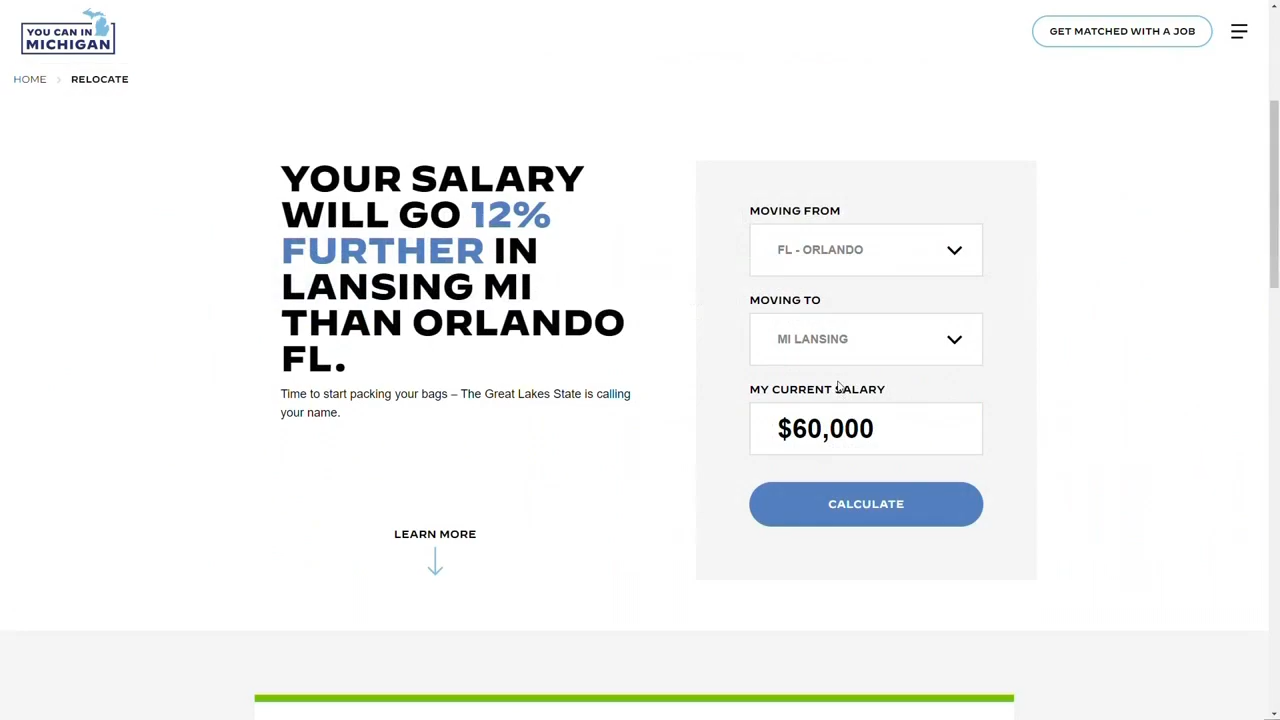 YOU CAN IN
MICHIGAN
GET MATCHED WITH A JOB
HOME > RELOCATE
YOUR SALARY
WILL GO 12%
FURTHER IN
LANSING MI
THAN ORLANDO
FL.
Time to start packing your bags – The Great Lakes State is calling
your name.
LEARN MORE
MOVING FROM
FL - ORLANDO
MOVING TO
MI LANSING
MY CURRENT SALARY
$60,000
CALCULATE